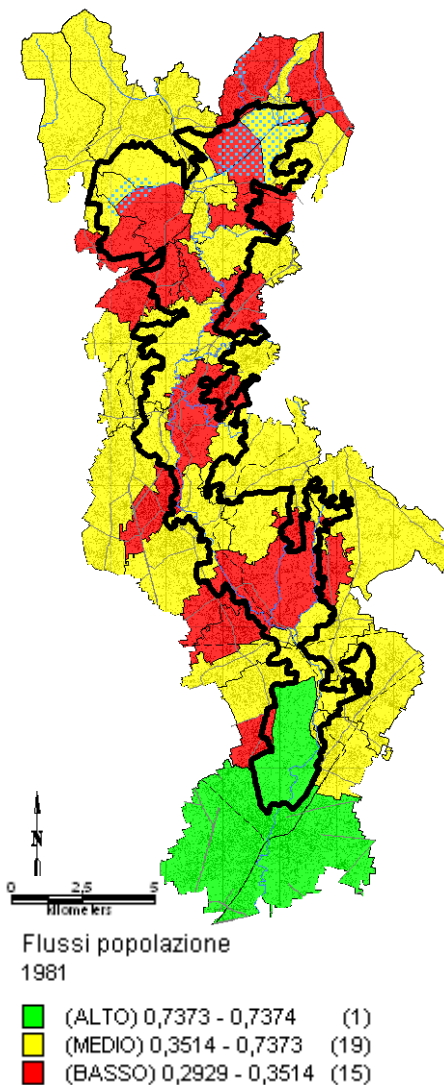 N
0 2,5 5
kilometers
Flussi popolazione
1981
(ALTO) 0,7373 - 0,7374 (1)
(MEDIO) 0,3514 - 0,7373 (19)
(BASSO) 0,2929 - 0,3514 (15)